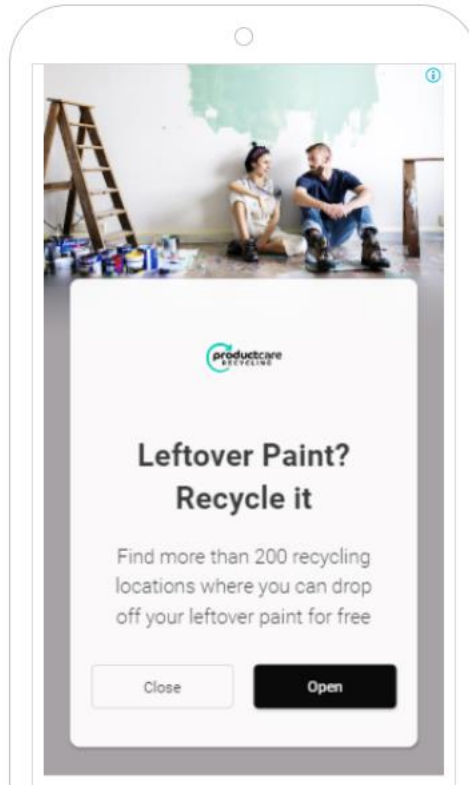 productcare
RECYCLING
Leftover Paint?
Recycle it
Find more than 200 recycling
locations where you can drop
off your leftover paint for free
Close
Open